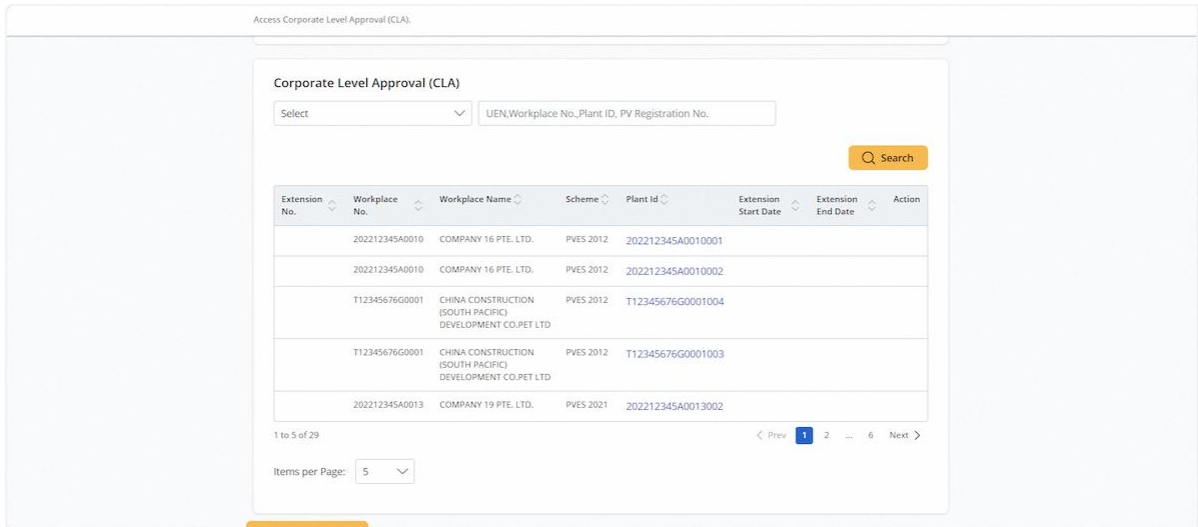 Access Corporate Level Approval (CLA).
Corporate Level Approval (CLA)
Select
UEN,Workplace No.,Plant ID, PV Registration No.
Search
Extension No. Workplace No. Workplace Name Scheme Plant Id Extension Start Date Extension End Date Action
202212345A0010 COMPANY 16 PTE. LTD. PVES 2012 202212345A0010001
202212345A0010 COMPANY 16 PTE. LTD. PVES 2012 202212345A0010002
T12345676G0001 CHINA CONSTRUCTION PVES 2012 T12345676G0001004
(SOUTH PACIFIC)
DEVELOPMENT CO.PET LTD
T12345676G0001 CHINA CONSTRUCTION PVES 2012 T12345676G0001003
(SOUTH PACIFIC)
DEVELOPMENT CO.PET LTD
202212345A0013 COMPANY 19 PTE. LTD. PVES 2021 202212345A0013002
1 to 5 of 29
Prev 1 2 ... 6 Next
Items per Page: 5